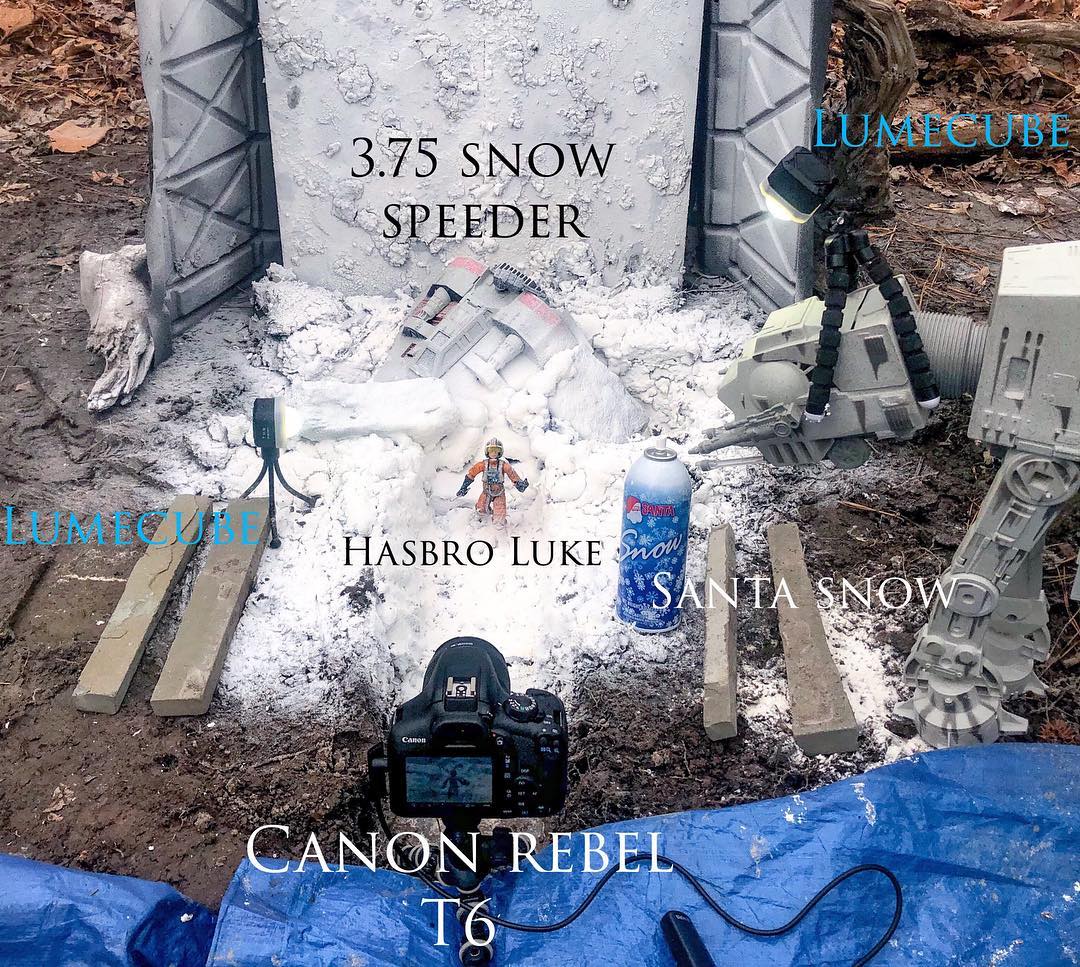 Lumecube
3.75 snow
speeder
Lumecube
Hasbro Luke
SANTA
Snow
Santa snow
Canon
Canon rebel
T6